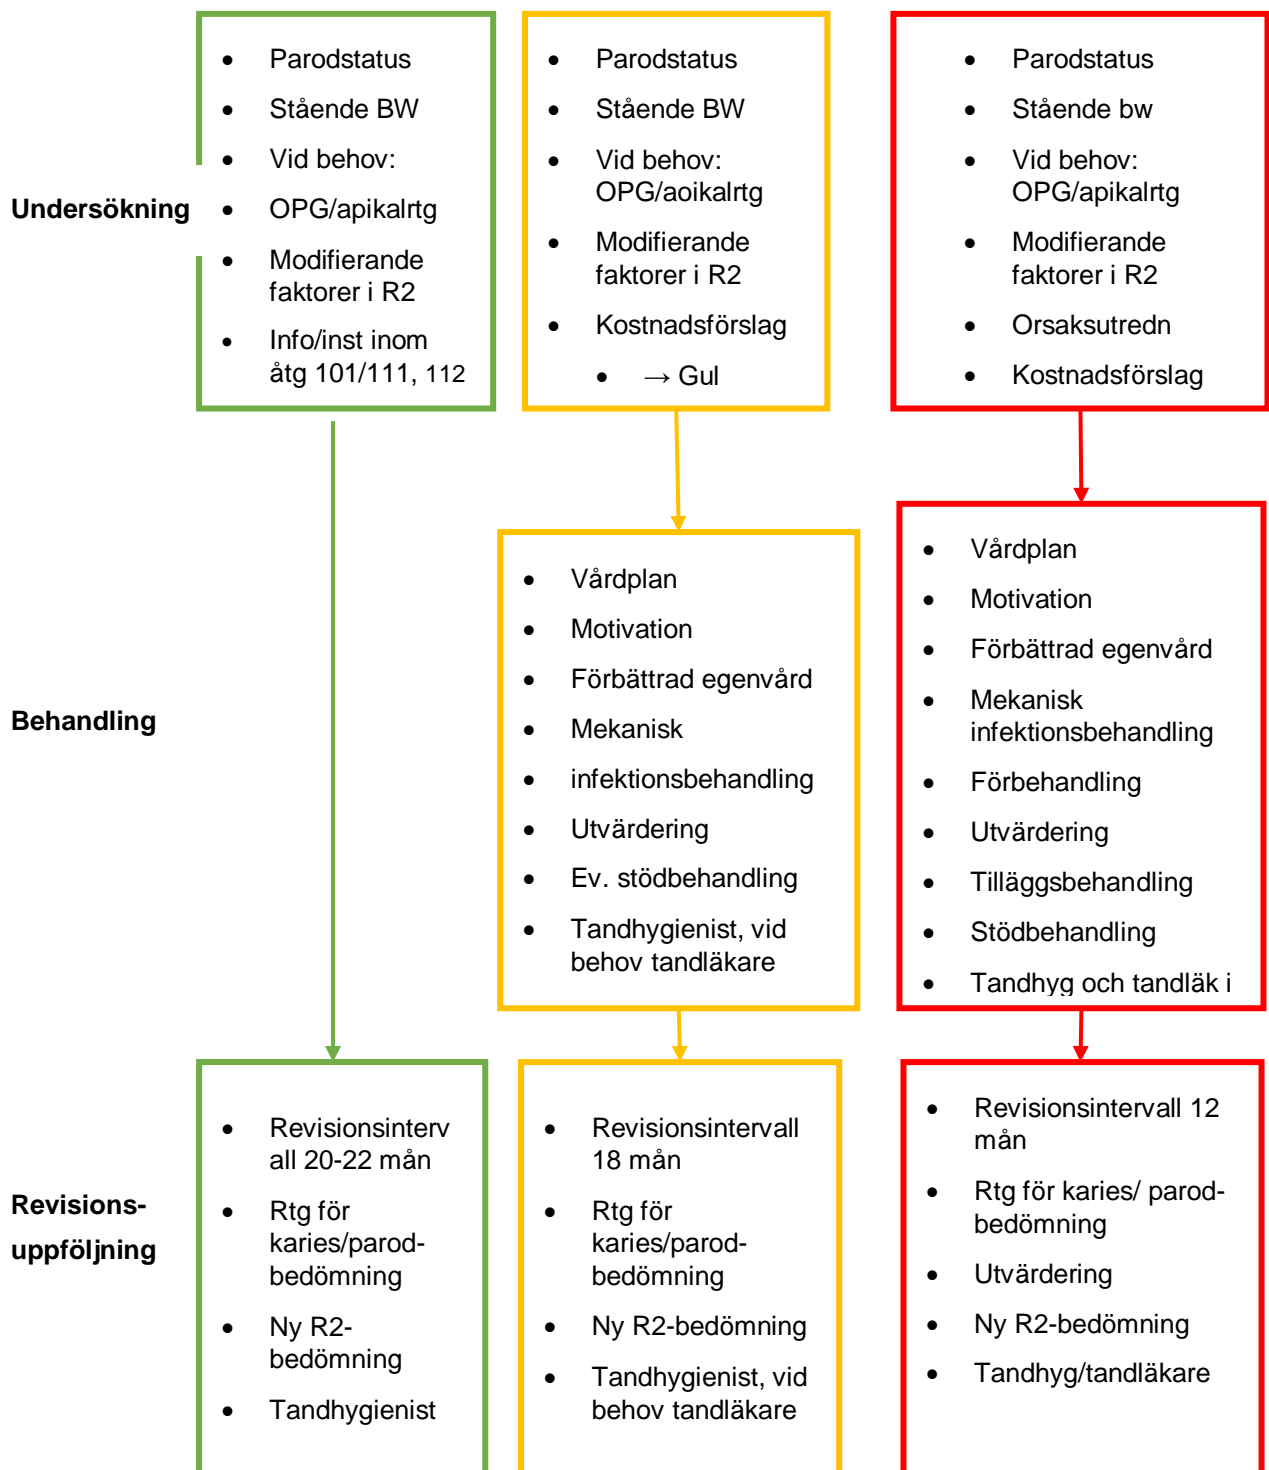 Undersökning
• Parodstatus
• Stående BW
• Vid behov:
• OPG/apikalrtg
• Modifierande
faktorer i R2
• Info/inst inom
åtg 101/111, 112
• Parodstatus
• Stående BW
• Vid behov:
OPG/aoikalrtg
• Modifierande
faktorer i R2
• Kostnadsförslag
• → Gul
• Parodstatus
• Stående bw
• Vid behov:
OPG/apikalrtg
• Modifierande
faktorer i R2
• Orsaksutredn
• Kostnadsförslag
Behandling
• Vårdplan
• Motivation
• Förbättrad egenvård
• Mekanisk
• infektionsbehandling
• Utvärdering
• Ev. stödbehandling
• Tandhygienist, vid
behov tandläkare
• Vårdplan
• Motivation
• Förbättrad egenvård
• Mekanisk
infektionsbehandling
• Förbehandling
• Utvärdering
• Tilläggsbehandling
• Stödbehandling
• Tandhyg och tandläk i
Revisions-
uppföljning
• Revisionsinterv
all 20-22 mån
• Rtg för
karies/parod-
bedömning
• Ny R2-
bedömning
• Tandhygienist
• Revisionsintervall
18 mån
• Rtg för
karies/parod-
bedömning
• Ny R2-bedömning
• Tandhygienist, vid
behov tandläkare
• Revisionsintervall 12
mån
• Rtg för karies/ parod-
bedömning
• Utvärdering
• Ny R2-bedömning
• Tandhyg/tandläkare